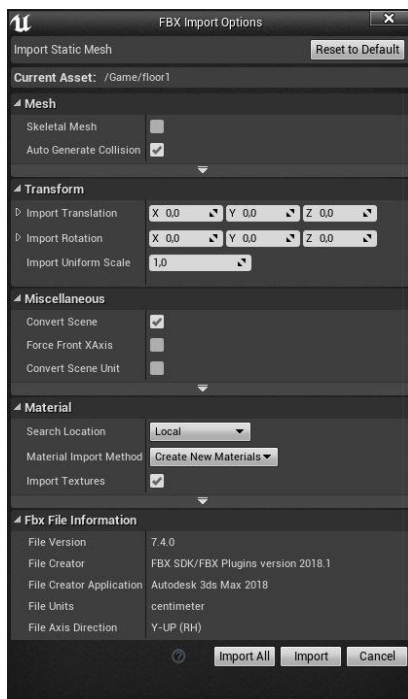 FBX Import Options
Import Static Mesh Reset to Default
Current Asset: /Game/floor1
Mesh
Skeletal Mesh
Auto Generate Collision
Transform
Import Translation X 0,0 Y 0,0 Z 0,0
Import Rotation X 0,0 Y 0,0 Z 0,0
Import Uniform Scale 1,0
Miscellaneous
Convert Scene
Force Front XAxis
Convert Scene Unit
Material
Search Location Local
Material Import Method Create New Materials
Import Textures
Fbx File Information
File Version 7.4.0
File Creator FBX SDK/FBX Plugins version 2018.1
File Creator Application Autodesk 3ds Max 2018
File Units centimeter
File Axis Direction Y-UP (RH)
? Import All Import Cancel